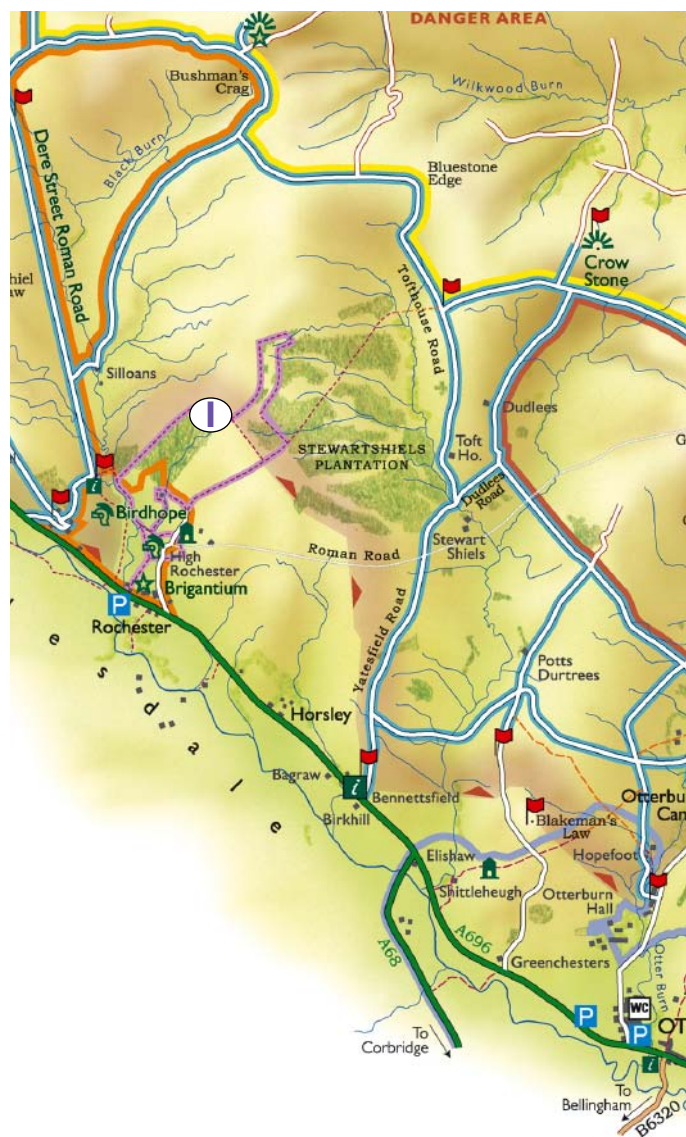 DANGER AREA
Bushman's
Crag
Wilkwood Burn
Black Burn
Bluestone
Edge
Dere Street Roman Road
Crow
Stone
Tofthouse Road
Silloans
I
Dudlees
Toft
Ho.
STEWARTSHIELS
PLANTATION
Dudlees
Road
i
Birdhope
Stewart
Shiels
Roman Road
High
Rochester
Brigantium
P
Rochester
Yatesfield Road
Potts
Durtrees
Horsley
Bagraw
i
Bennettsfield
Birkhill
Blakeman's
Law
Hopefoot
Elishaw
Shittleheugh
Otterburn
Hall
A696
A68
Greenchesters
Otter Burn
WC
P
P
To
Corbridge
i
To
Bellingham
B6320